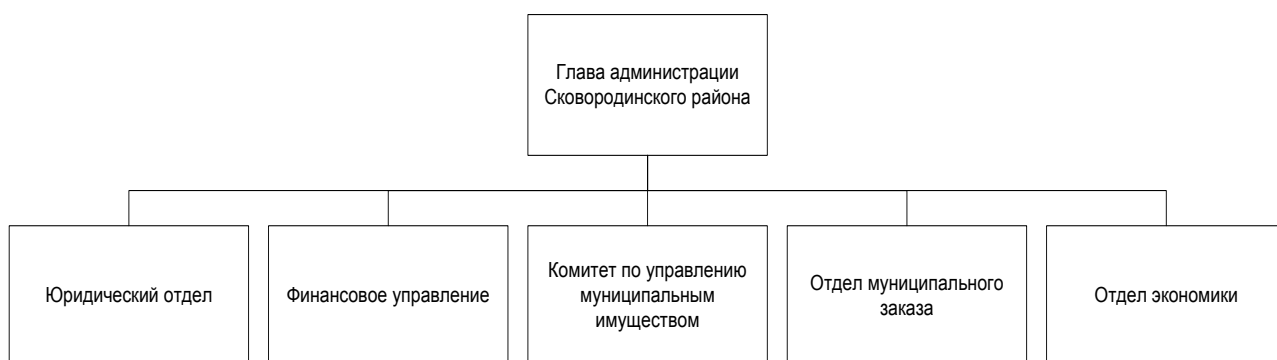 Глава администрации
Сковородинского района
Юридический отдел
Финансовое управление
Комитет по управлению
муниципальным
имуществом
Отдел муниципального
заказа
Отдел экономики